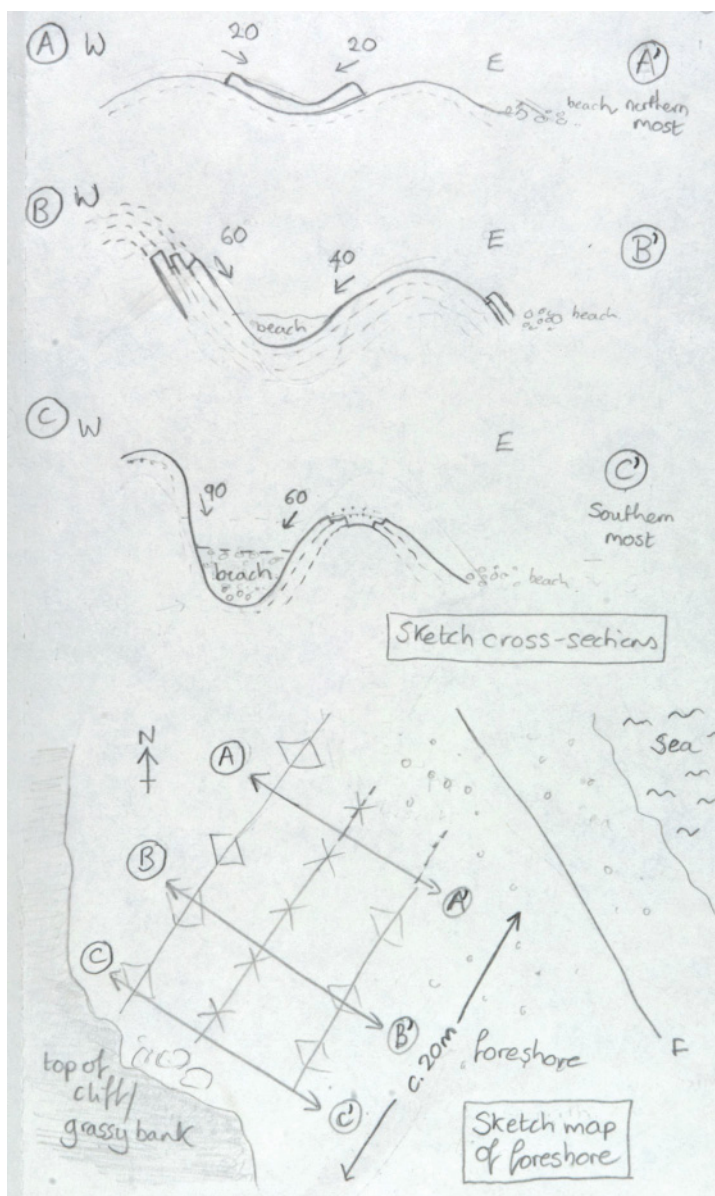 A W 20 20 E A'
beach northern
most
B W 60 40 E B'
beach
beach
C W 90 60 E C'
Southern
most
beach
beach
Sketch cross-sections
N
Sea
A
B
A'
C
B'
c. 20m
foreshore
F
top of
cliff/
grassy bank
C'
Sketch map
of foreshore